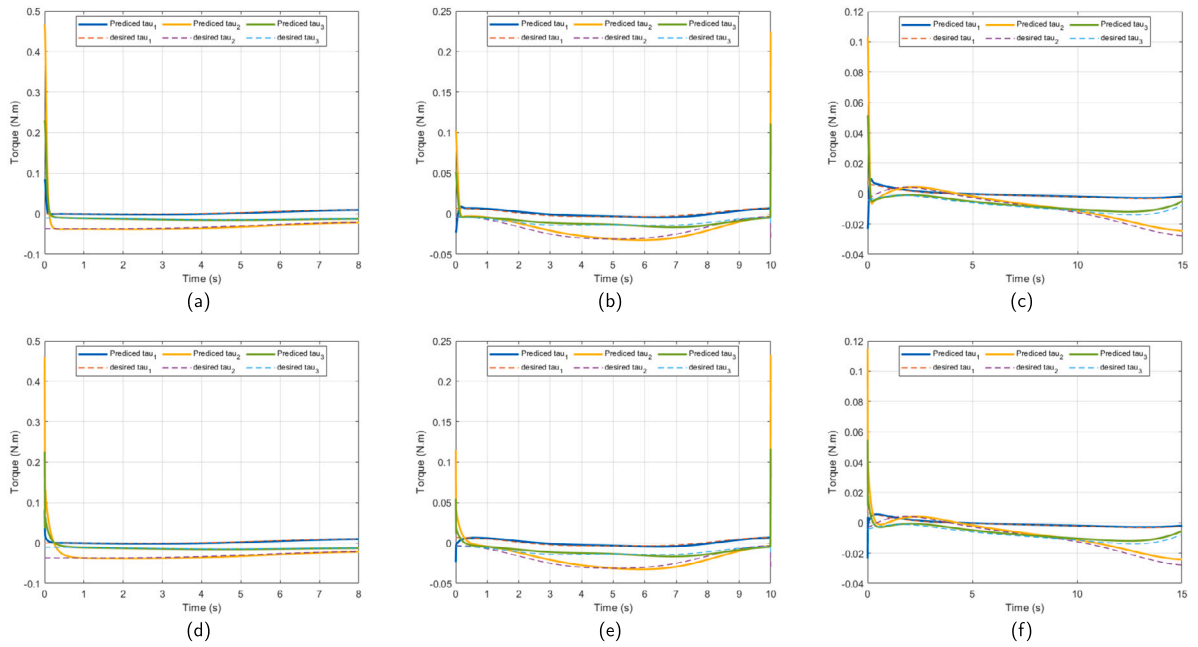 Prediced tau1 Prediced tau2 Prediced tau3
desired tau1 desired tau2 desired tau3
0.5
0.4
0.3
0.2
0.1
0
-0.1
Torque (N.m)
0 1 2 3 4 5 6 7 8
Time (s)
(a)
Prediced tau1 Prediced tau2 Prediced tau3
desired tau1 desired tau2 desired tau3
0.25
0.2
0.15
0.1
0.05
0
-0.05
Torque (N.m)
0 1 2 3 4 5 6 7 8 9 10
Time (s)
(b)
Prediced tau1 Prediced tau2 Prediced tau3
desired tau1 desired tau2 desired tau3
0.12
0.1
0.08
0.06
0.04
0.02
0
-0.02
-0.04
Torque (N.m)
0 5 10 15
Time (s)
(c)
Prediced tau1 Prediced tau2 Prediced tau3
desired tau1 desired tau2 desired tau3
0.5
0.4
0.3
0.2
0.1
0
-0.1
Torque (N.m)
0 1 2 3 4 5 6 7 8
Time (s)
(d)
Prediced tau1 Prediced tau2 Prediced tau3
desired tau1 desired tau2 desired tau3
0.25
0.2
0.15
0.1
0.05
0
-0.05
Torque (N.m)
0 1 2 3 4 5 6 7 8 9 10
Time (s)
(e)
Prediced tau1 Prediced tau2 Prediced tau3
desired tau1 desired tau2 desired tau3
0.12
0.1
0.08
0.06
0.04
0.02
0
-0.02
-0.04
Torque (N.m)
0 5 10 15
Time (s)
(f)